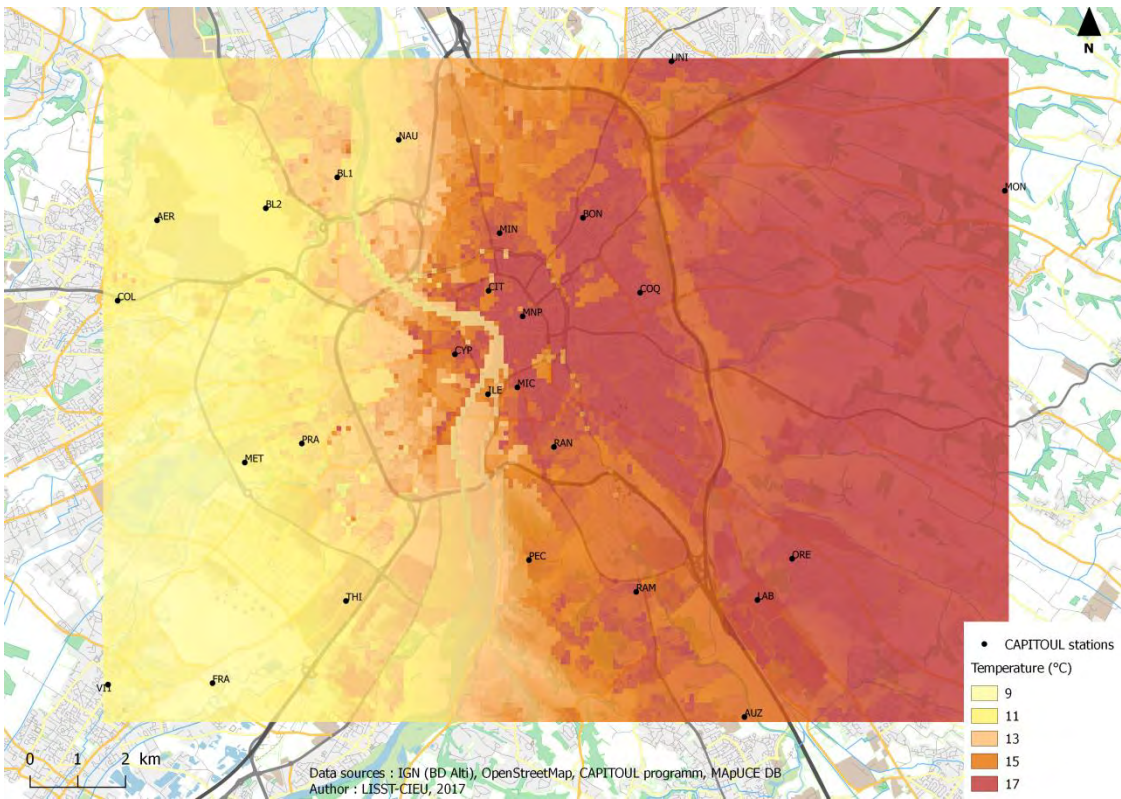 N
UNI
NAU
MON
BL1
BL2
AER
BON
MIN
CIT
COQ
COL
MNP
CYP
MIC
ILE
PRA
RAN
MET
PEC
ORE
RAM
LAB
THI
FRA
AUZ
CAPITOUL stations
Temperature (°C)
9
11
13
15
17
0 1 2 km
Data sources : IGN (BD Alti), OpenStreetMap, CAPITOUL programm, MApUCE DB
Author : LISST-CIEU, 2017